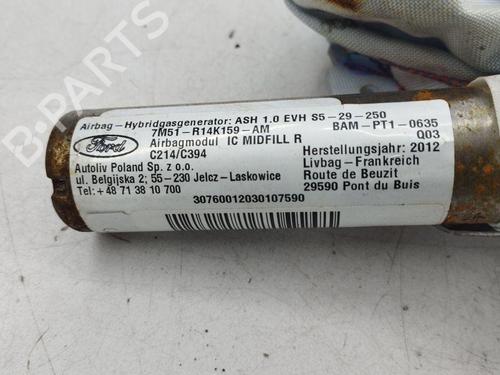 B-PARTS
Airbag-Hybridgasgenerator: ASH 1.0 EVH S5-29-250
7M51-R14K159-AM BAM-PT1-0635
Ford Airbagmodul IC MIDFILL R Q03
C214/C394 Herstellungsjahr: 2012
Autoliv Poland Sp. z o.o. Livbag-Frankreich
ul. Belgijska 2; 55-230 Jelcz-Laskowice Route de Beuzit
Tel:+48 71 38 10 700 29590 Pont du Buis
30760012030107590